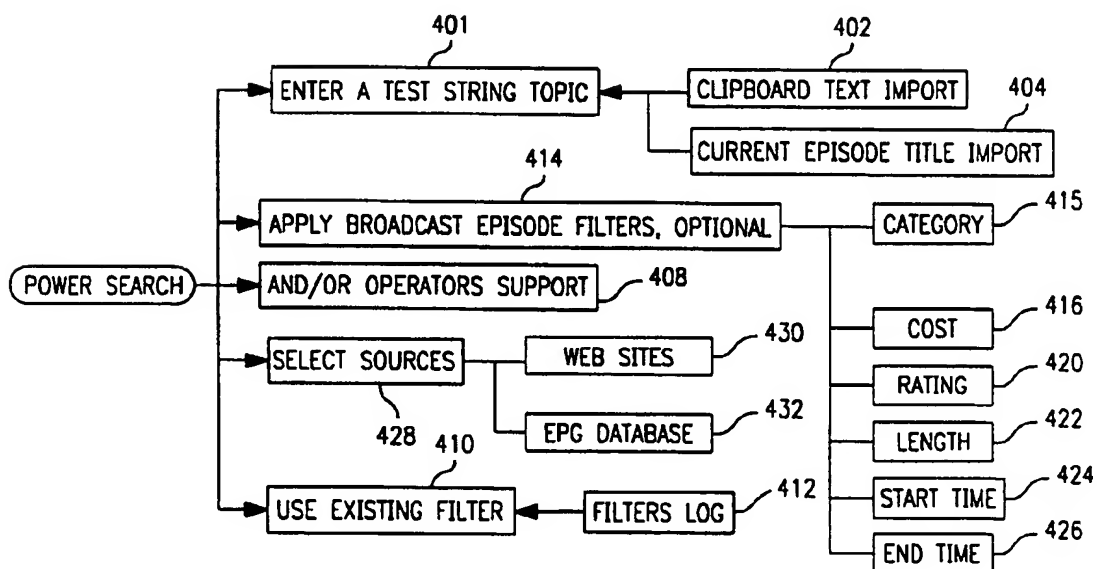 401
402
ENTER A TEST STRING TOPIC
CLIPBOARD TEXT IMPORT
404
CURRENT EPISODE TITLE IMPORT
414
APPLY BROADCAST EPISODE FILTERS, OPTIONAL
CATEGORY
415
POWER SEARCH
AND/OR OPERATORS SUPPORT
408
COST
416
SELECT SOURCES
428
WEB SITES
430
RATING
420
EPG DATABASE
432
LENGTH
422
410
USE EXISTING FILTER
FILTERS LOG
412
START TIME
424
END TIME
426